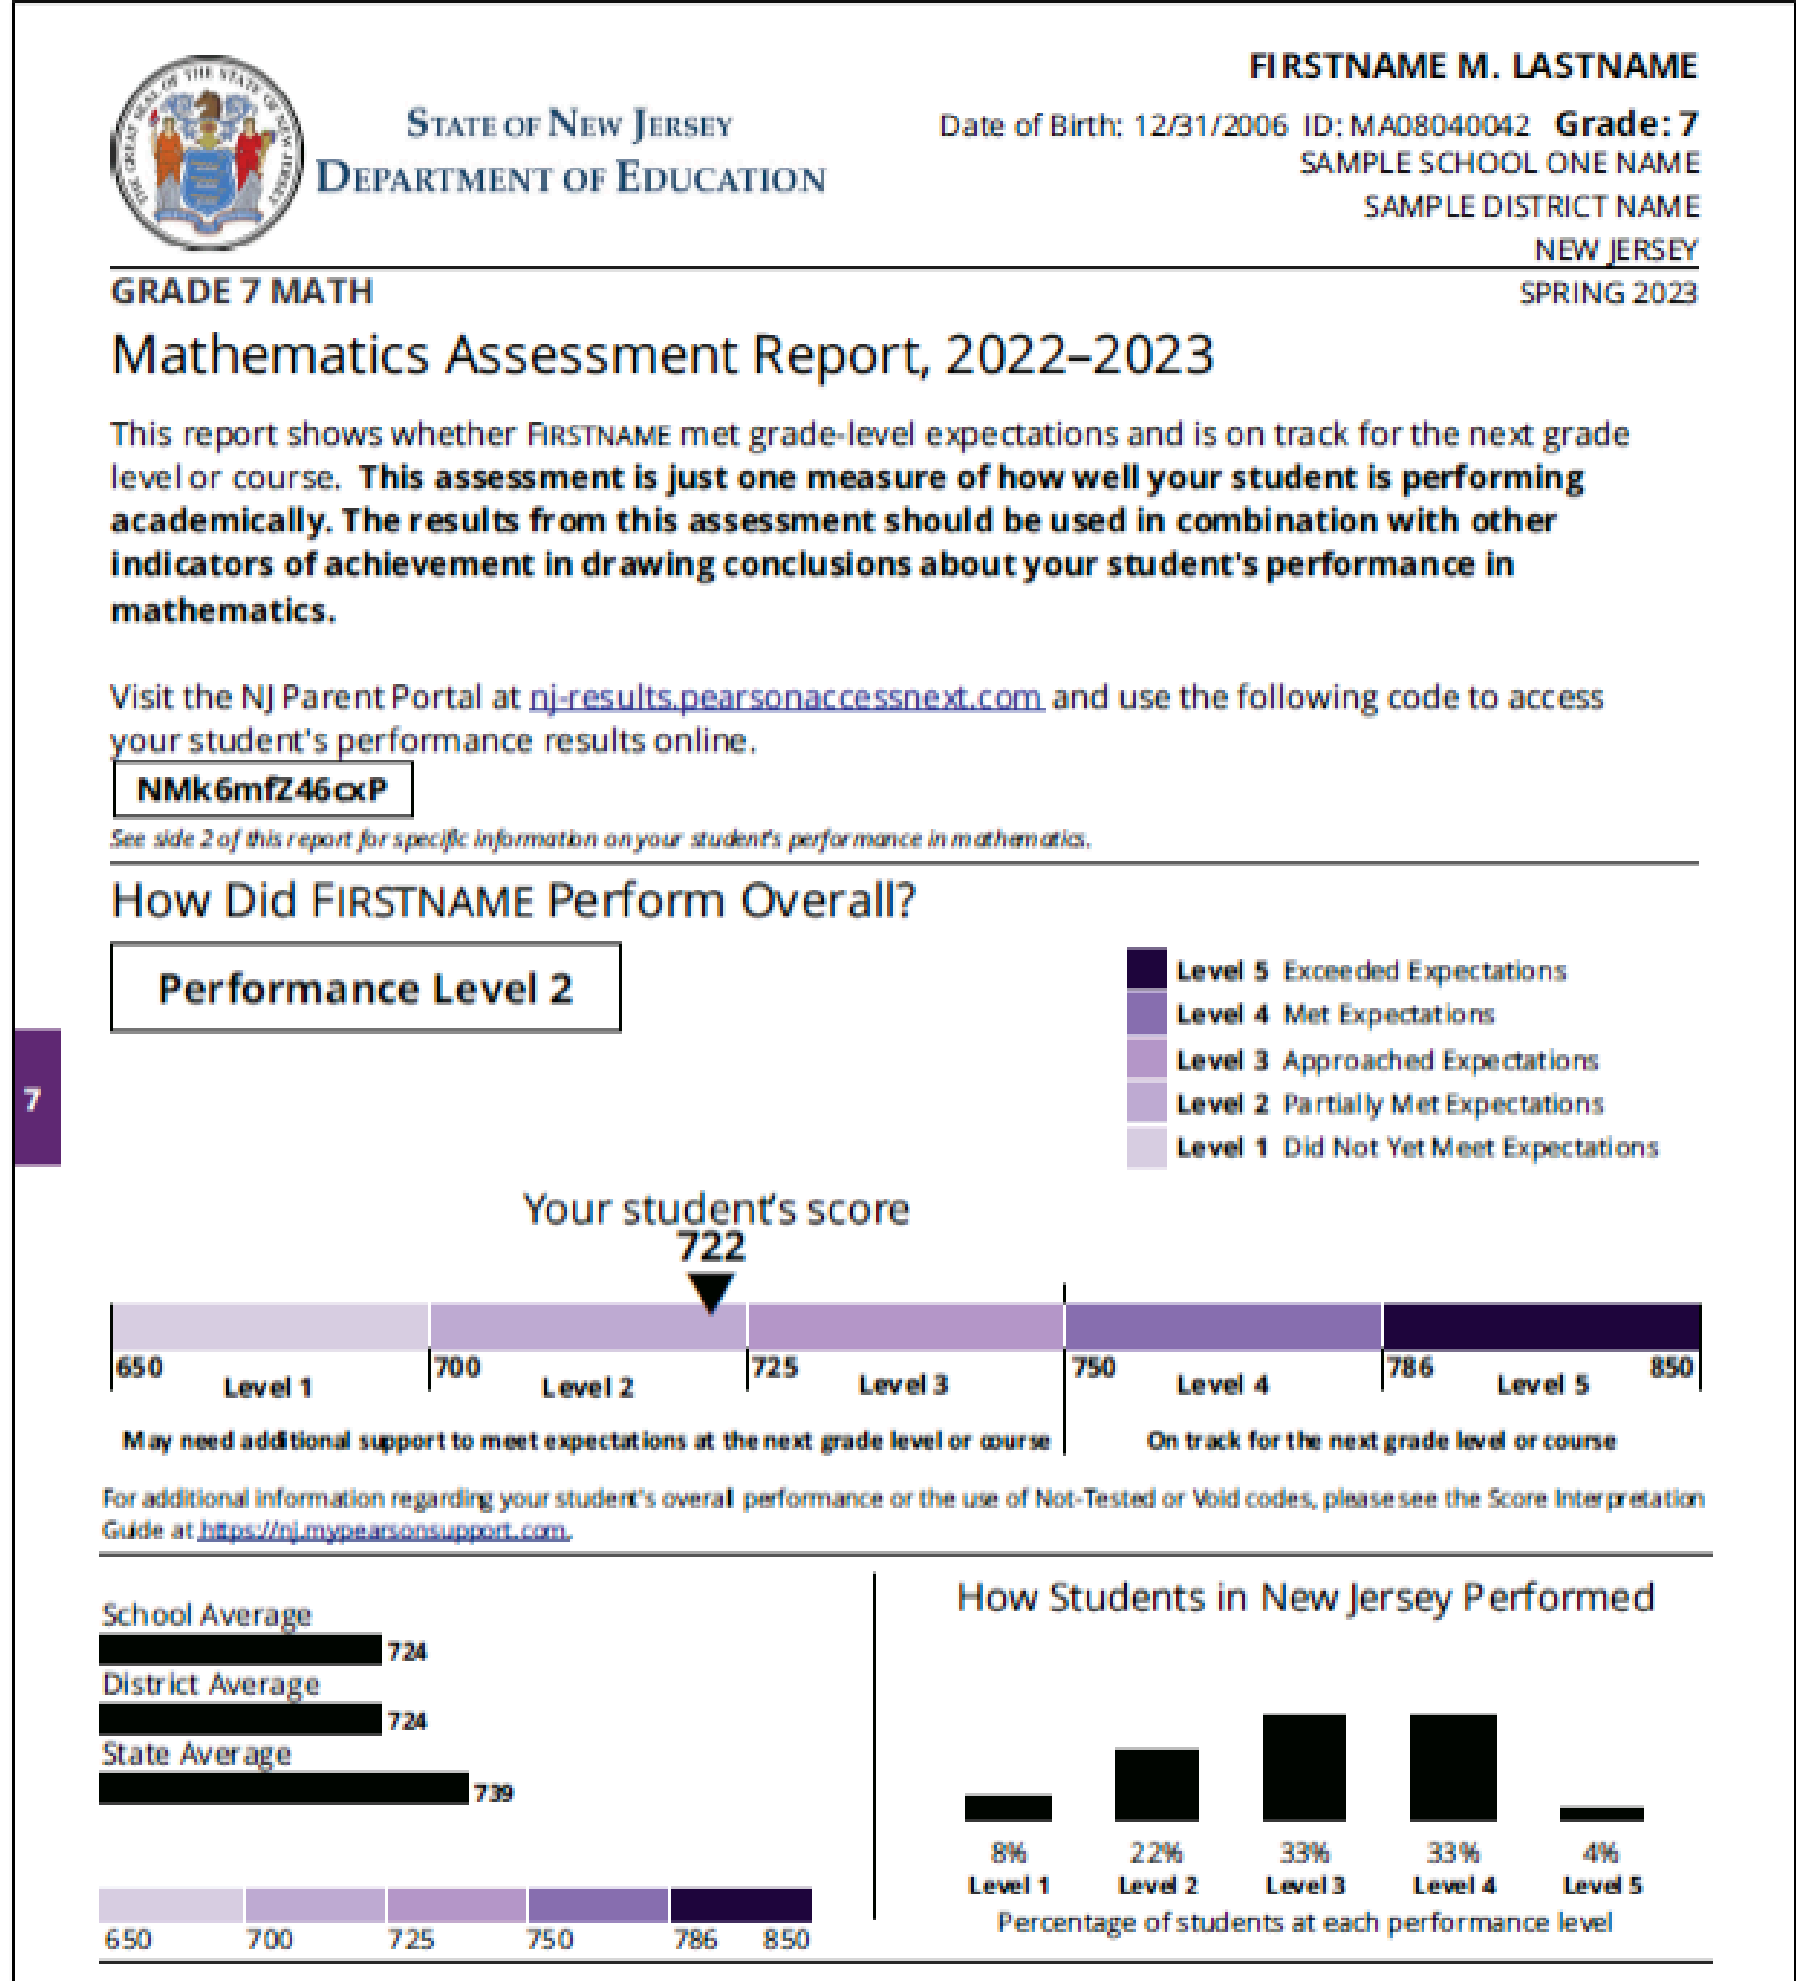 THE GREAT SEAL OF THE STATE OF NEW JERSEY
STATE OF NEW JERSEY
DEPARTMENT OF EDUCATION
FIRSTNAME M. LASTNAME
Date of Birth: 12/31/2006 ID: MA08040042 Grade: 7
SAMPLE SCHOOL ONE NAME
SAMPLE DISTRICT NAME
NEW JERSEY
GRADE 7 MATH
SPRING 2023
Mathematics Assessment Report, 2022–2023
This report shows whether FIRSTNAME met grade-level expectations and is on track for the next grade
level or course. This assessment is just one measure of how well your student is performing
academically. The results from this assessment should be used in combination with other
indicators of achievement in drawing conclusions about your student's performance in
mathematics.
Visit the NJ Parent Portal at nj-results.pearsonaccessnext.com and use the following code to access
your student's performance results online.
NMk6mfZ46cxP
See side 2 of this report for specific information on your student's performance in mathematics.
How Did FIRSTNAME Perform Overall?
Performance Level 2
Level 5 Exceeded Expectations
Level 4 Met Expectations
Level 3 Approached Expectations
Level 2 Partially Met Expectations
Level 1 Did Not Yet Meet Expectations
7
Your student's score
722
650 700 725 750 786 850
Level 1 Level 2 Level 3 Level 4 Level 5
May need additional support to meet expectations at the next grade level or course
On track for the next grade level or course
For additional information regarding your student's overall performance or the use of Not-Tested or Void codes, please see the Score Interpretation
Guide at https://nj.mypearsonsupport.com.
School Average
724
District Average
724
State Average
739
650 700 725 750 786 850
How Students in New Jersey Performed
8% 22% 33% 33% 4%
Level 1 Level 2 Level 3 Level 4 Level 5
Percentage of students at each performance level